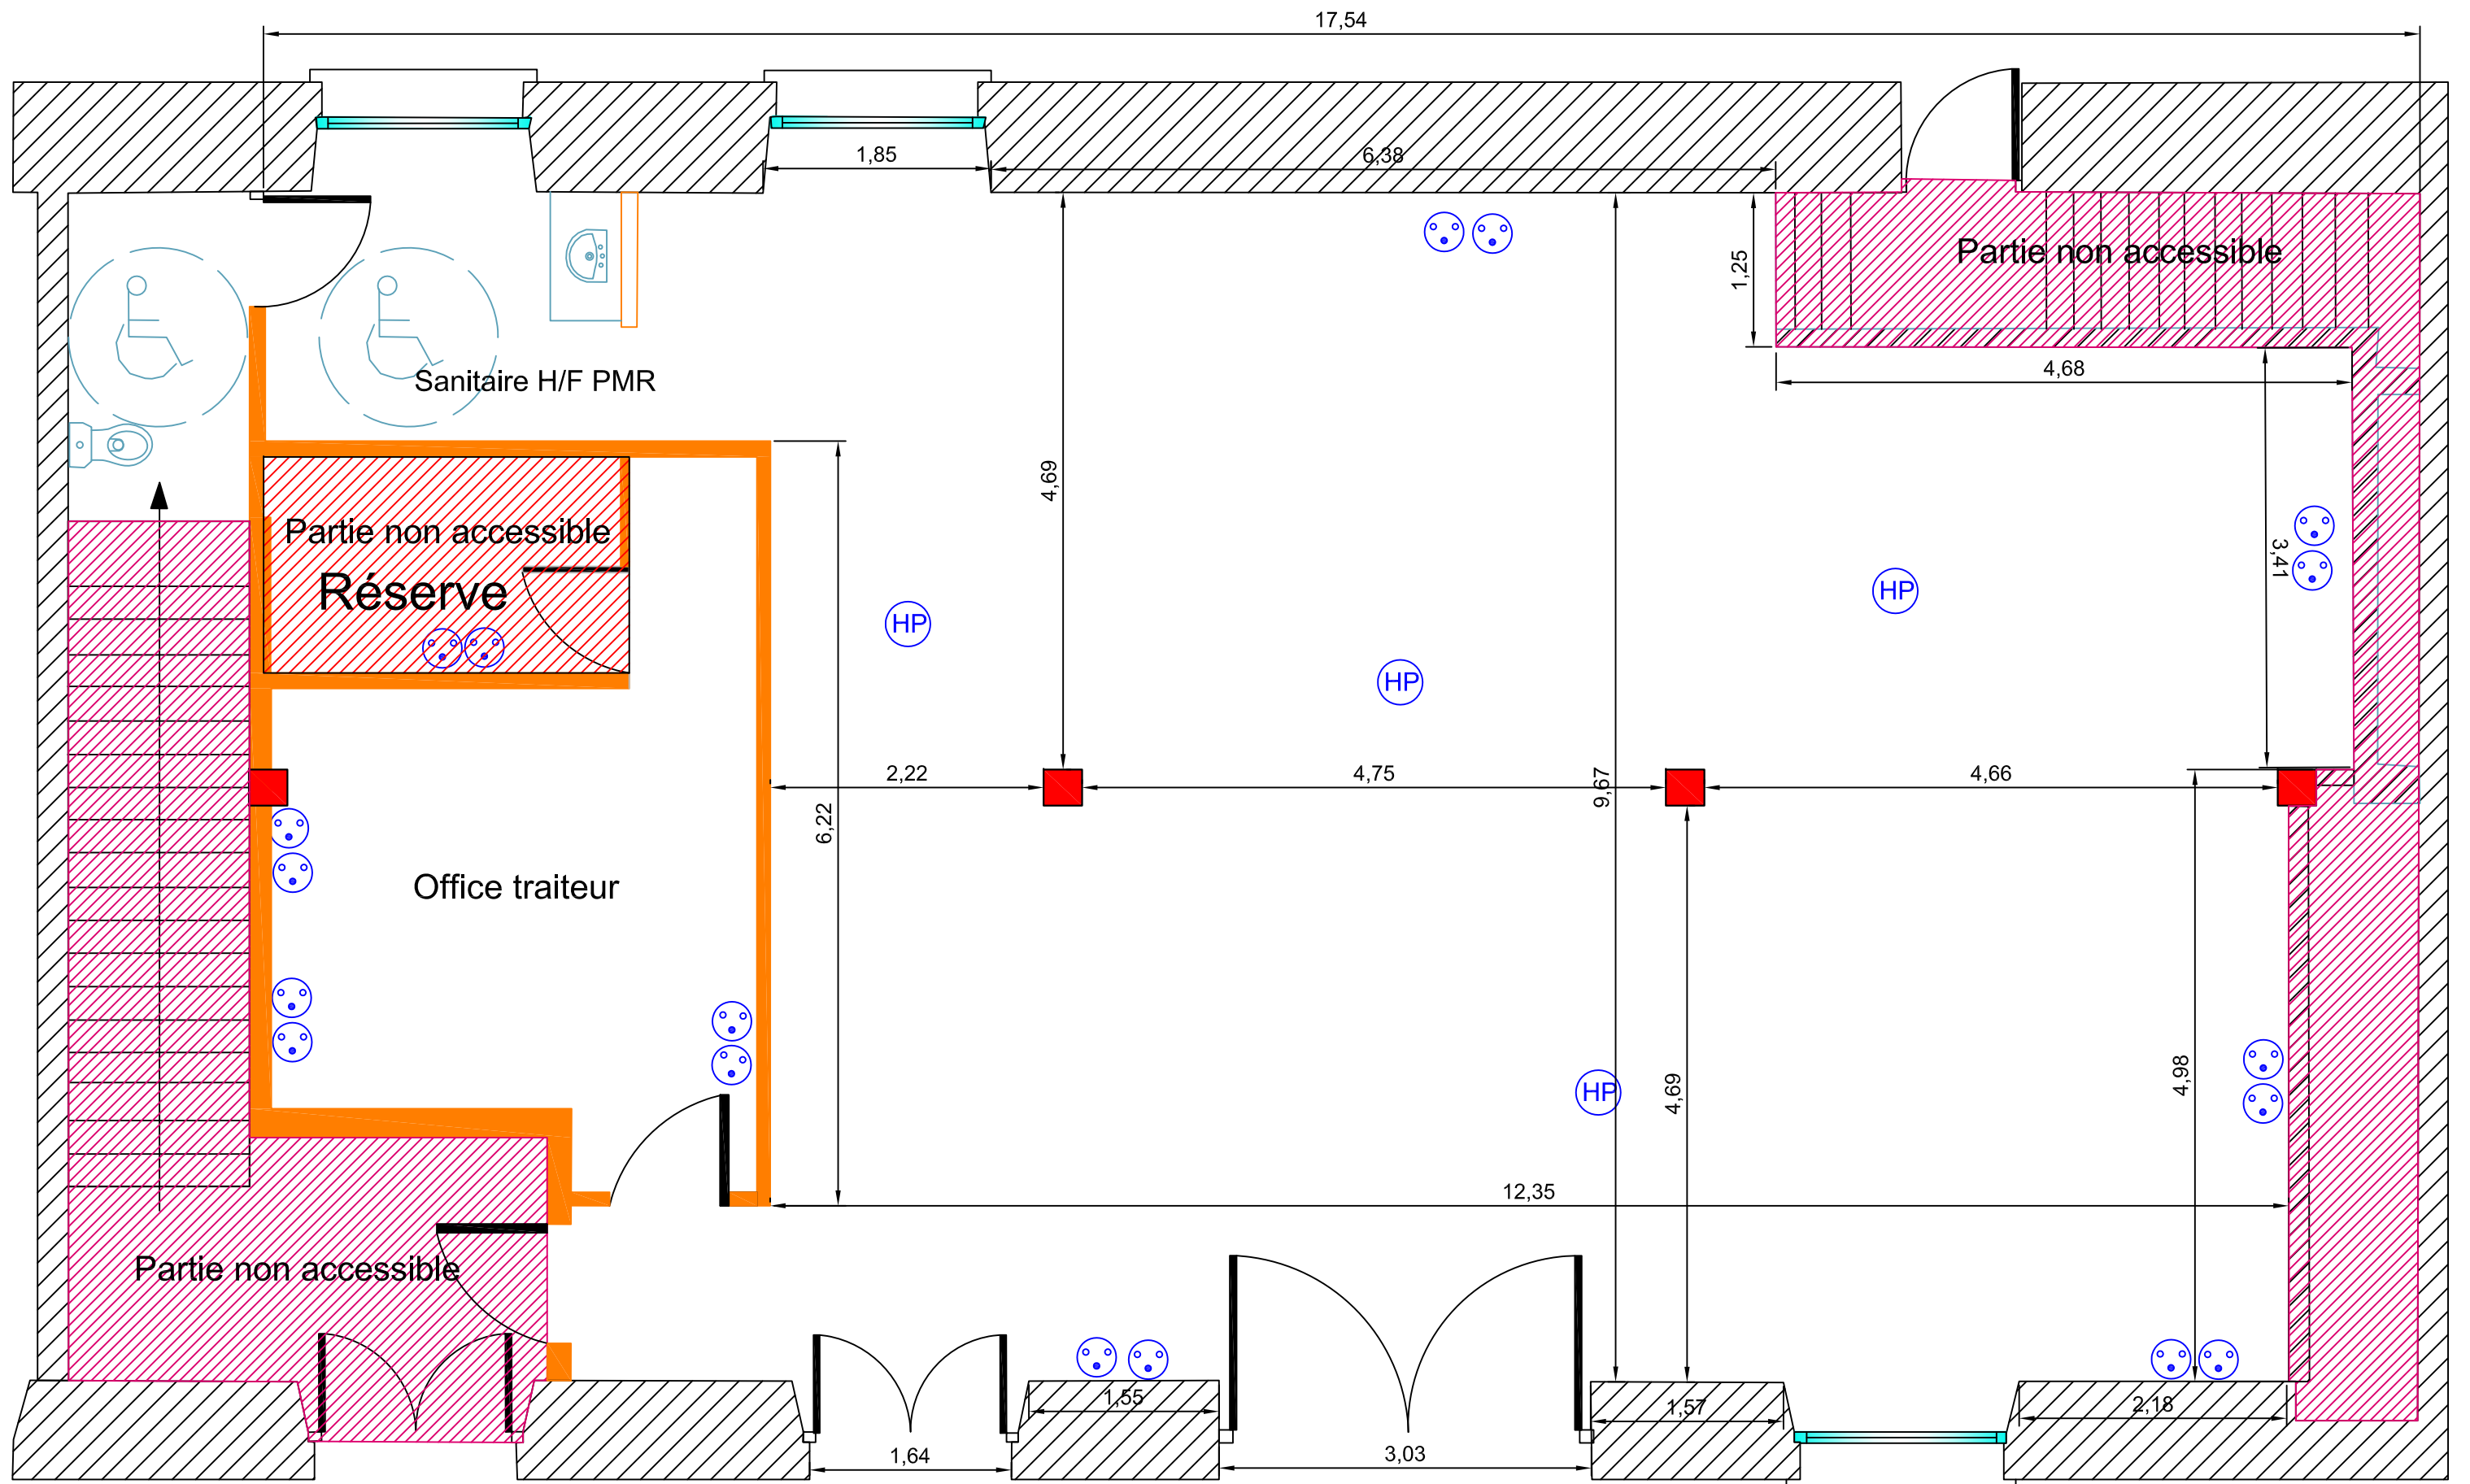 17,54
1,85
6,38
Partie non accessible
1,25
4,68
Sanitaire H/F PMR
4,69
Partie non accessible
Réserve
3,41
HP
HP
HP
2,22
4,75
9,67
4,66
6,22
Office traiteur
HP
4,69
4,98
12,35
Partie non accessible
1,55
1,57
2,18
1,64
3,03